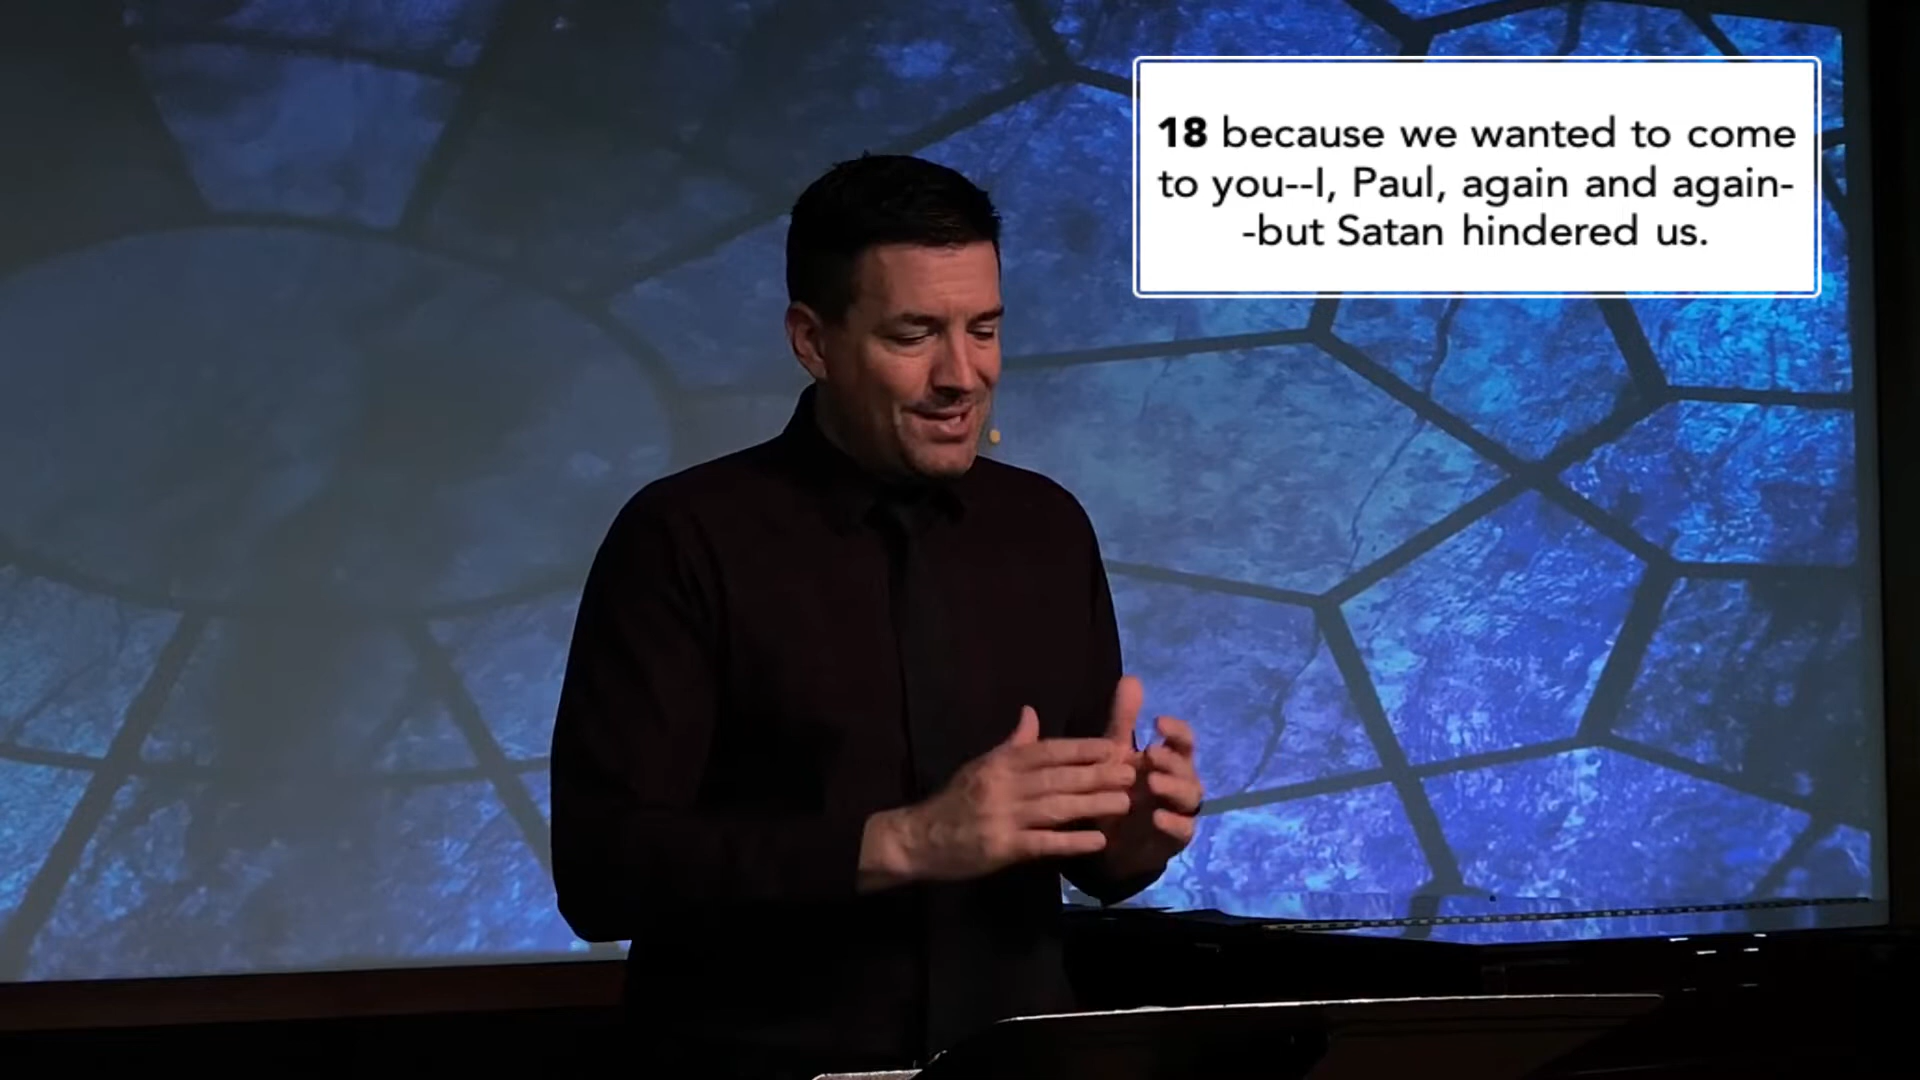 18 because we wanted to come
to you--I, Paul, again and again-
-but Satan hindered us.